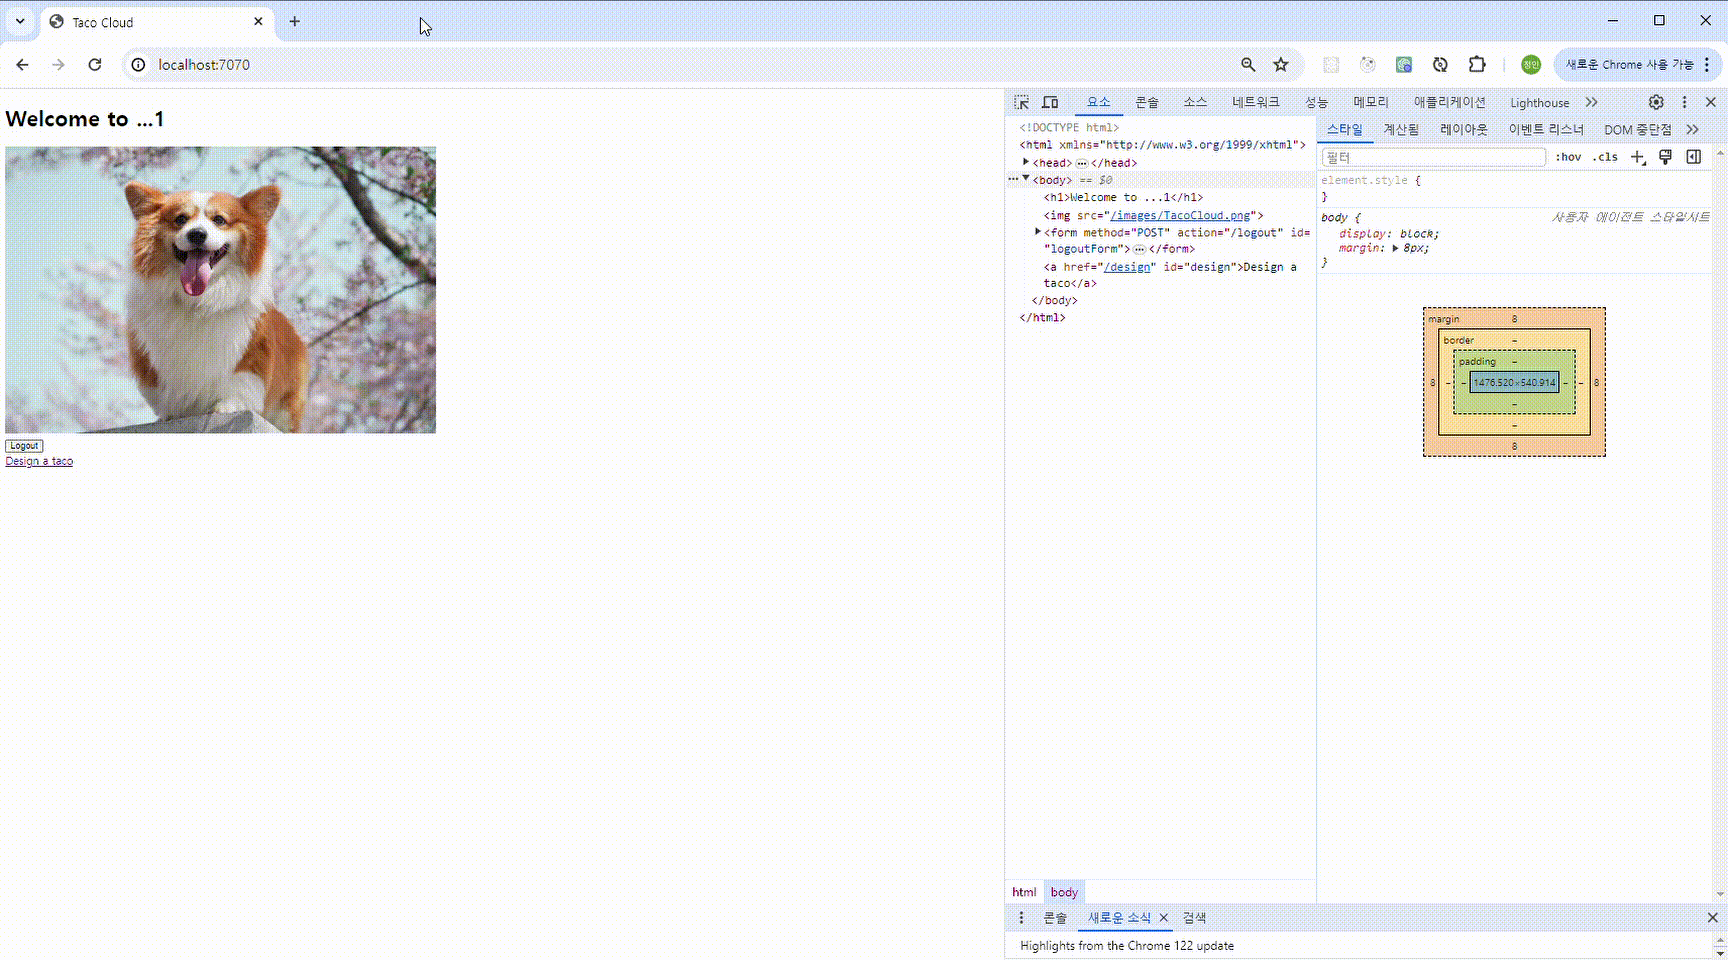 Taco Cloud
localhost:7070
정인
새로운 Chrome 사용 가능
Welcome to ...1
Logout
Design a taco
요소 콘솔 소스 네트워크 성능 메모리 애플리케이션 Lighthouse
<!DOCTYPE html>
<html xmlns="http://www.w3.org/1999/xhtml">
<head> </head>
<body> == $0
<h1>Welcome to ...1</h1>
<img src="/images/TacoCloud.png">
<form method="POST" action="/logout" id=
"logoutForm"> </form>
<a href="/design" id="design">Design a
taco</a>
</body>
</html>
html body
스타일 계산됨 레이아웃 이벤트 리스너 DOM 중단점
필터 :hov .cls
element.style {
}
body { 사용자 에이전트 스타일시트
display: block;
margin: 8px;
}
margin 8
border –
padding –
8 – – 1476.520×540.914 – – 8
–
–
8
콘솔 새로운 소식 검색
Highlights from the Chrome 122 update